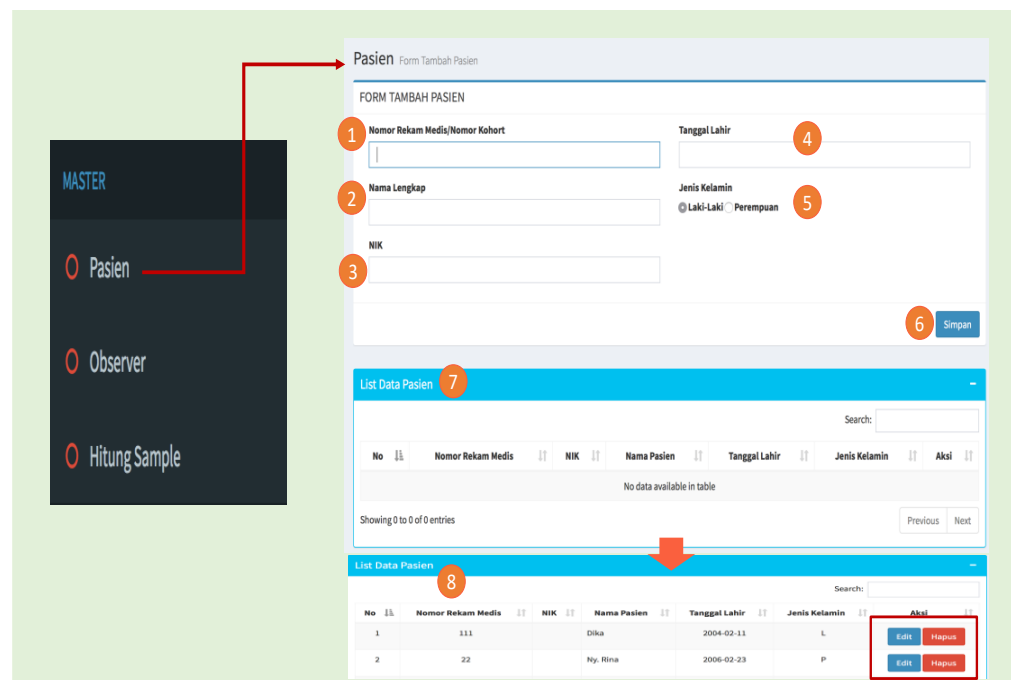 MASTER
Pasien
Observer
Hitung Sample
Pasien Form Tambah Pasien
FORM TAMBAH PASIEN
1 Nomor Rekam Medis/Nomor Kohort
Tanggal Lahir 4
2 Nama Lengkap
Jenis Kelamin
Laki-Laki Perempuan 5
NIK
3
6 Simpan
List Data Pasien 7 −
Search:
No Nomor Rekam Medis NIK Nama Pasien Tanggal Lahir Jenis Kelamin Aksi
No data available in table
Showing 0 to 0 of 0 entries Previous Next
List Data Pasien −
8
Search:
No Nomor Rekam Medis NIK Nama Pasien Tanggal Lahir Jenis Kelamin Aksi
1 111 Dika 2004-02-11 L Edit Hapus
2 22 Ny. Rina 2006-02-23 P Edit Hapus